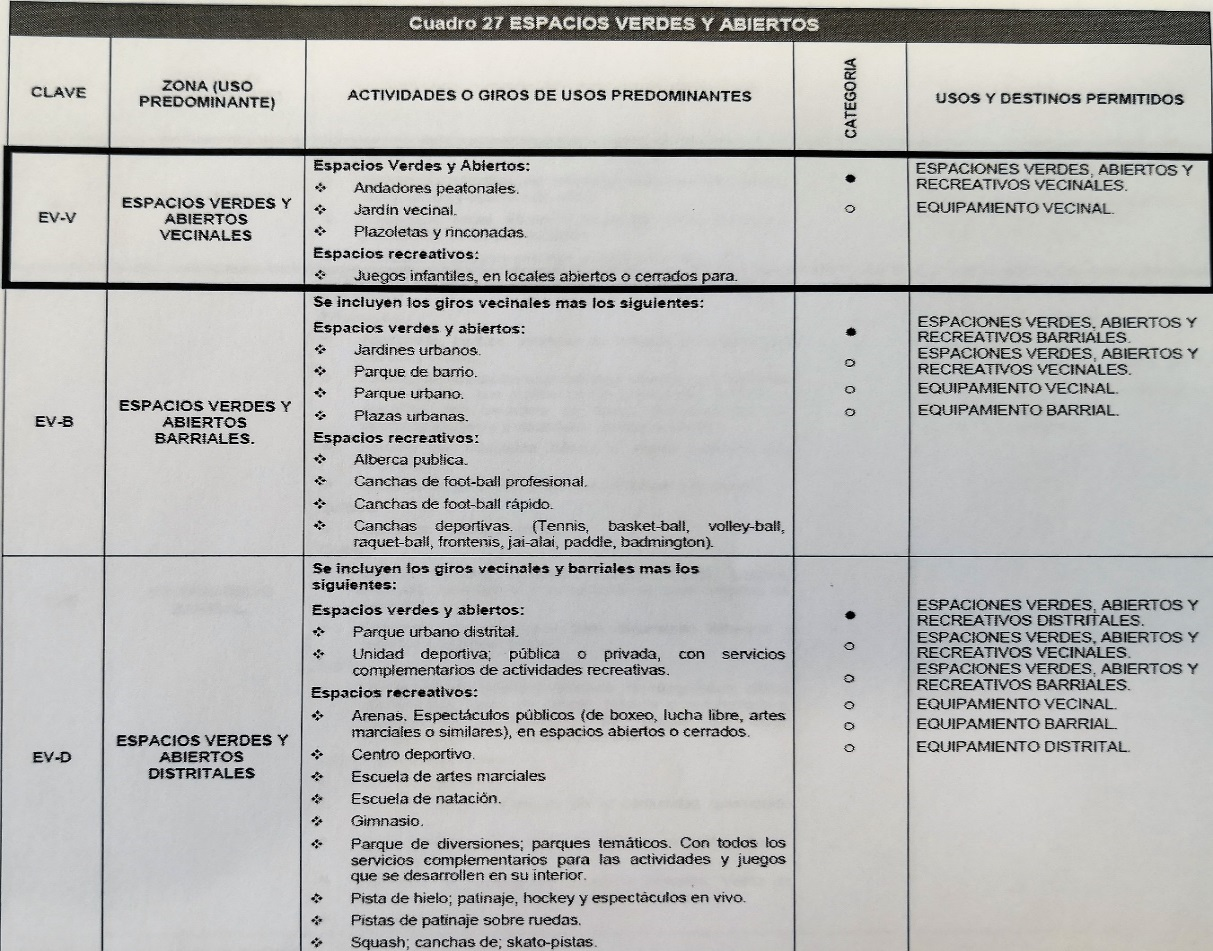 Cuadro 27 ESPACIOS VERDES Y ABIERTOS
CLAVE
ZONA (USO
PREDOMINANTE)
ACTIVIDADES O GIROS DE USOS PREDOMINANTES
CATEGORIA
USOS Y DESTINOS PERMITIDOS
EV-V
ESPACIOS VERDES Y
ABIERTOS
VECINALES
Espacios Verdes y Abiertos:
❖ Andadores peatonales.
❖ Jardín vecinal.
❖ Plazoletas y rinconadas.
Espacios recreativos:
❖ Juegos infantiles, en locales abiertos o cerrados para.
● ESPACIONES VERDES, ABIERTOS Y
RECREATIVOS VECINALES.
○ EQUIPAMIENTO VECINAL.
EV-B
ESPACIOS VERDES Y
ABIERTOS
BARRIALES.
Se incluyen los giros vecinales mas los siguientes:
Espacios verdes y abiertos:
❖ Jardines urbanos.
❖ Parque de barrio.
❖ Parque urbano.
❖ Plazas urbanas.
Espacios recreativos:
❖ Alberca publica.
❖ Canchas de foot-ball profesional.
❖ Canchas de foot-ball rápido.
❖ Canchas deportivas. (Tennis, basket-ball, volley-ball,
raquet-ball, frontenis, jai-alai, paddle, badmington).
● ESPACIONES VERDES, ABIERTOS Y
RECREATIVOS BARRIALES.
○ ESPACIONES VERDES, ABIERTOS Y
RECREATIVOS VECINALES.
○ EQUIPAMIENTO VECINAL.
○ EQUIPAMIENTO BARRIAL.
EV-D
ESPACIOS VERDES Y
ABIERTOS
DISTRITALES
Se incluyen los giros vecinales y barriales mas los
siguientes:
Espacios verdes y abiertos:
❖ Parque urbano distrital.
❖ Unidad deportiva; pública o privada, con servicios
complementarios de actividades recreativas.
Espacios recreativos:
❖ Arenas. Espectáculos públicos (de boxeo, lucha libre, artes
marciales o similares), en espacios abiertos o cerrados.
❖ Centro deportivo.
❖ Escuela de artes marciales
❖ Escuela de natación.
❖ Gimnasio.
❖ Parque de diversiones; parques temáticos. Con todos los
servicios complementarios para las actividades y juegos
que se desarrollen en su interior.
❖ Pista de hielo; patinaje, hockey y espectáculos en vivo.
❖ Pistas de patinaje sobre ruedas.
❖ Squash; canchas de; skato-pistas.
● ESPACIONES VERDES, ABIERTOS Y
RECREATIVOS DISTRITALES.
○ ESPACIONES VERDES, ABIERTOS Y
RECREATIVOS VECINALES.
○ ESPACIONES VERDES, ABIERTOS Y
RECREATIVOS BARRIALES.
○ EQUIPAMIENTO VECINAL.
○ EQUIPAMIENTO BARRIAL.
○ EQUIPAMIENTO DISTRITAL.